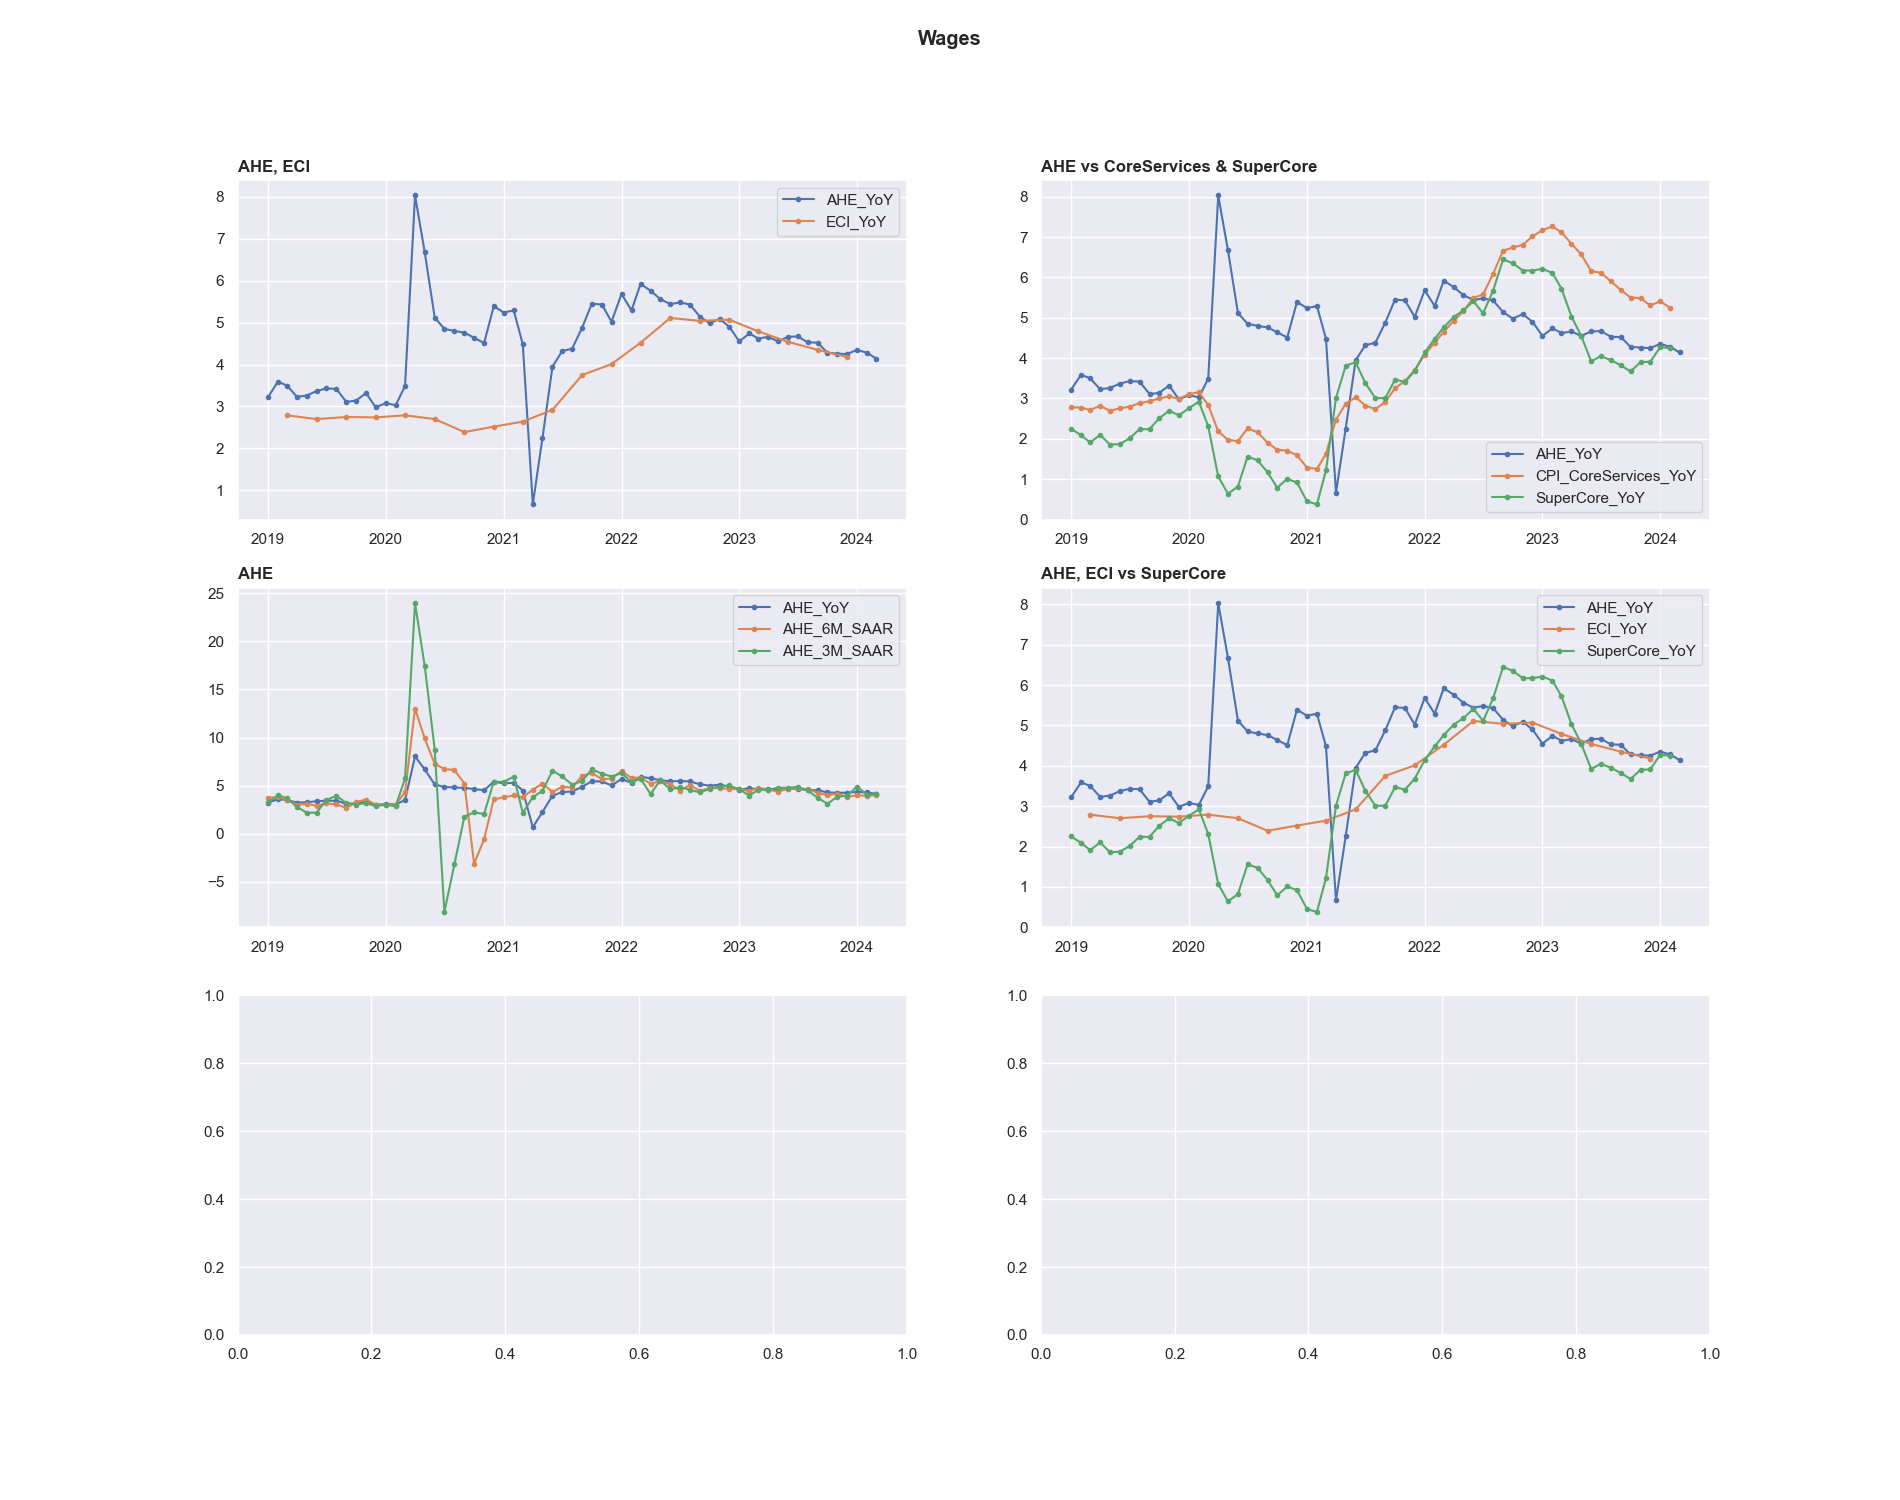 Wages
AHE, ECI
8
7
6
5
4
3
2
1
AHE_YoY
ECI_YoY
2019 2020 2021 2022 2023 2024
AHE vs CoreServices & SuperCore
8
7
6
5
4
3
2
1
0
AHE_YoY
CPI_CoreServices_YoY
SuperCore_YoY
2019 2020 2021 2022 2023 2024
AHE
25
20
15
10
5
0
−5
AHE_YoY
AHE_6M_SAAR
AHE_3M_SAAR
2019 2020 2021 2022 2023 2024
AHE, ECI vs SuperCore
8
7
6
5
4
3
2
1
0
AHE_YoY
ECI_YoY
SuperCore_YoY
2019 2020 2021 2022 2023 2024
1.0
0.8
0.6
0.4
0.2
0.0
0.0 0.2 0.4 0.6 0.8 1.0
1.0
0.8
0.6
0.4
0.2
0.0
0.0 0.2 0.4 0.6 0.8 1.0